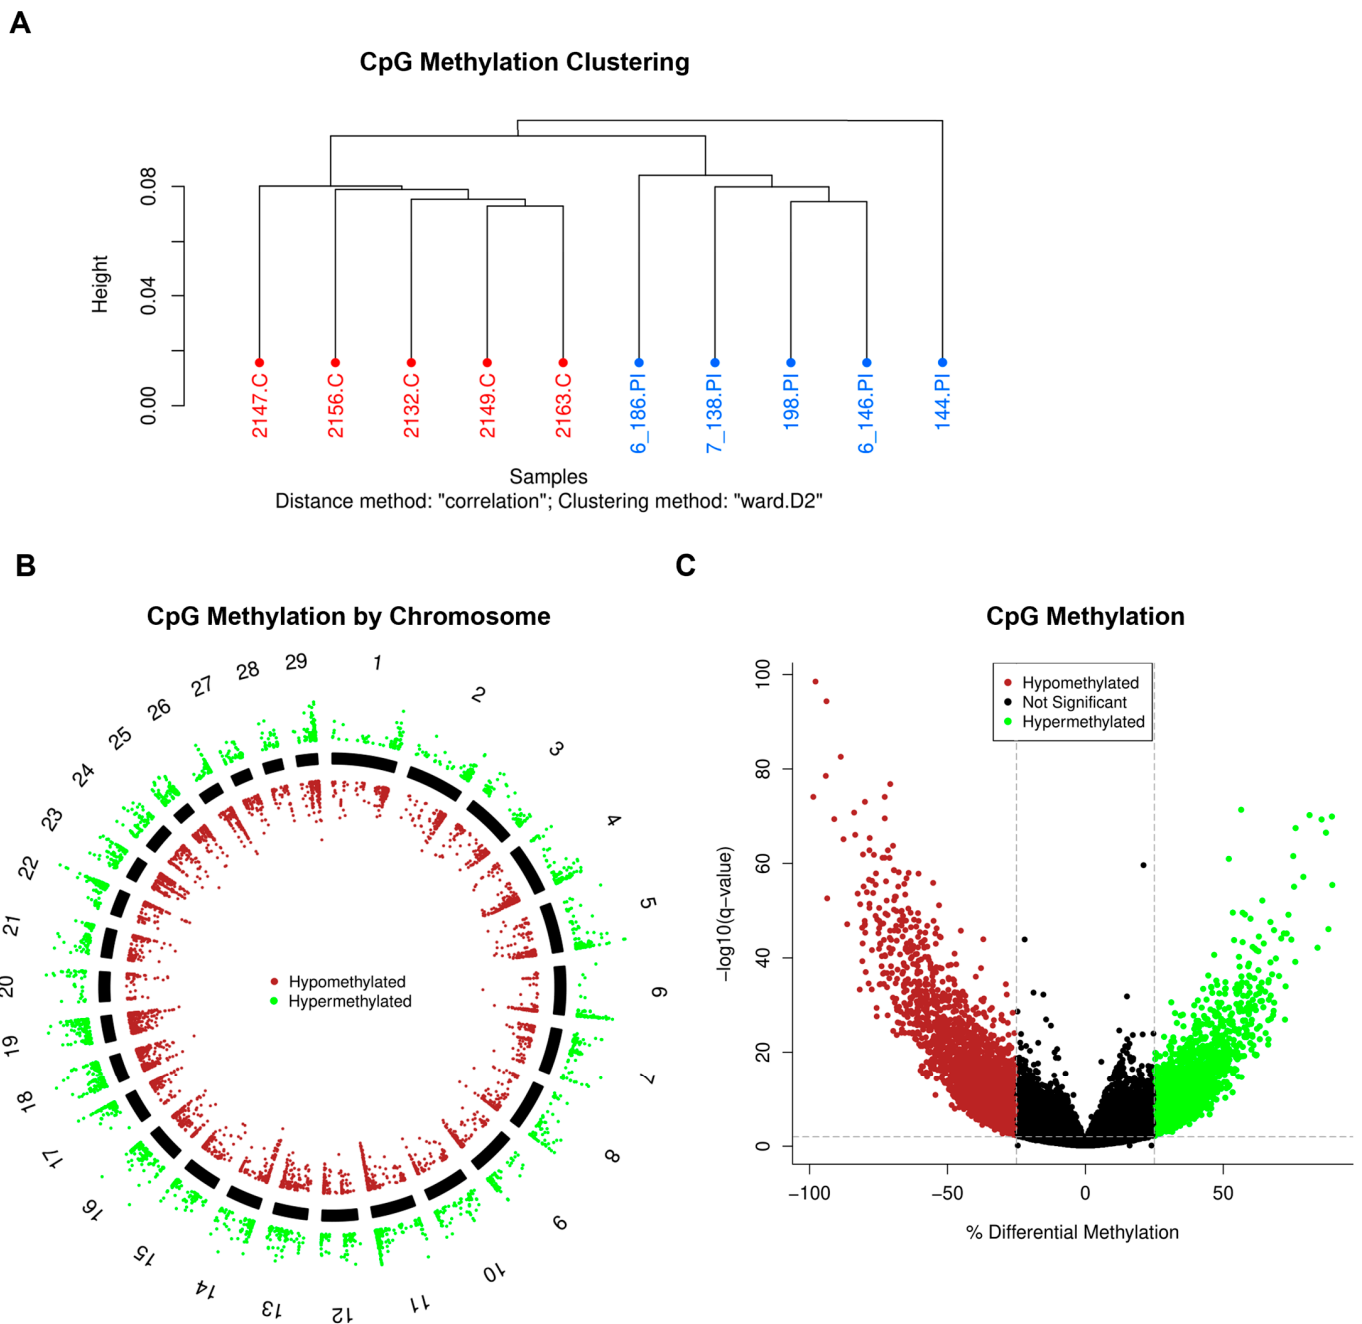 A
CpG Methylation Clustering
Height
0.00
0.04
0.08
2147.C
2156.C
2132.C
2149.C
2163.C
6_186.PI
7_138.PI
198.PI
6_146.PI
144.PI
Samples
Distance method: "correlation"; Clustering method: "ward.D2"
B
CpG Methylation by Chromosome
1
2
3
4
5
6
7
8
9
10
11
12
13
14
15
16
17
18
19
20
21
22
23
24
25
26
27
28
29
Hypomethylated
Hypermethylated
C
CpG Methylation
Hypomethylated
Not Significant
Hypermethylated
−log10(q−value)
0
20
40
60
80
100
−100
−50
0
50
% Differential Methylation